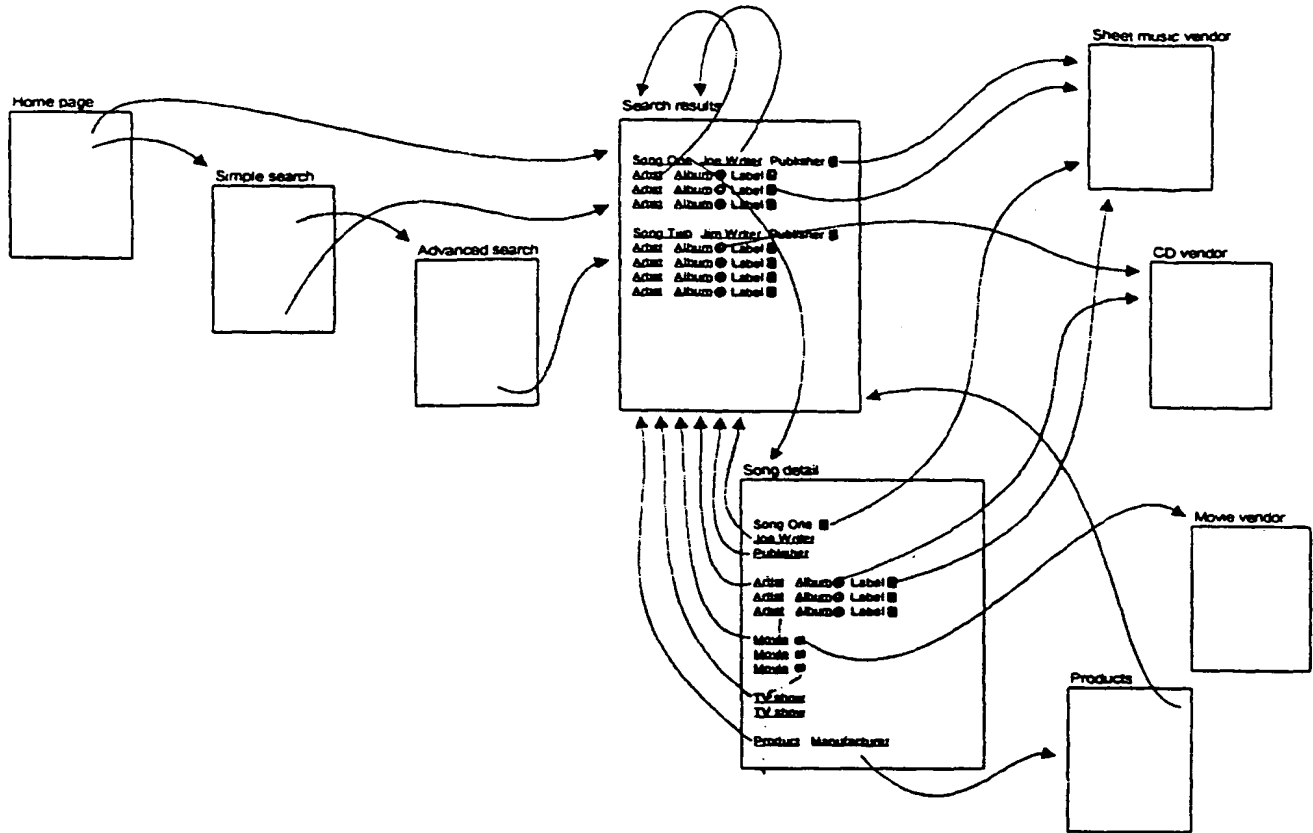 Home page
Simple search
Advanced search
Search results
Song One Joe Writer Publisher
Artist Album Label
Artist Album Label
Artist Album Label
Song Two Jim Writer Publisher
Artist Album Label
Artist Album Label
Artist Album Label
Artist Album Label
Sheet music vendor
CD vendor
Song detail
Song One
Joe Writer
Publisher
Artist Album Label
Artist Album Label
Artist Album Label
Movie
Movie
Movie
TV show
TV show
Product Manufacturer
Movie vendor
Products